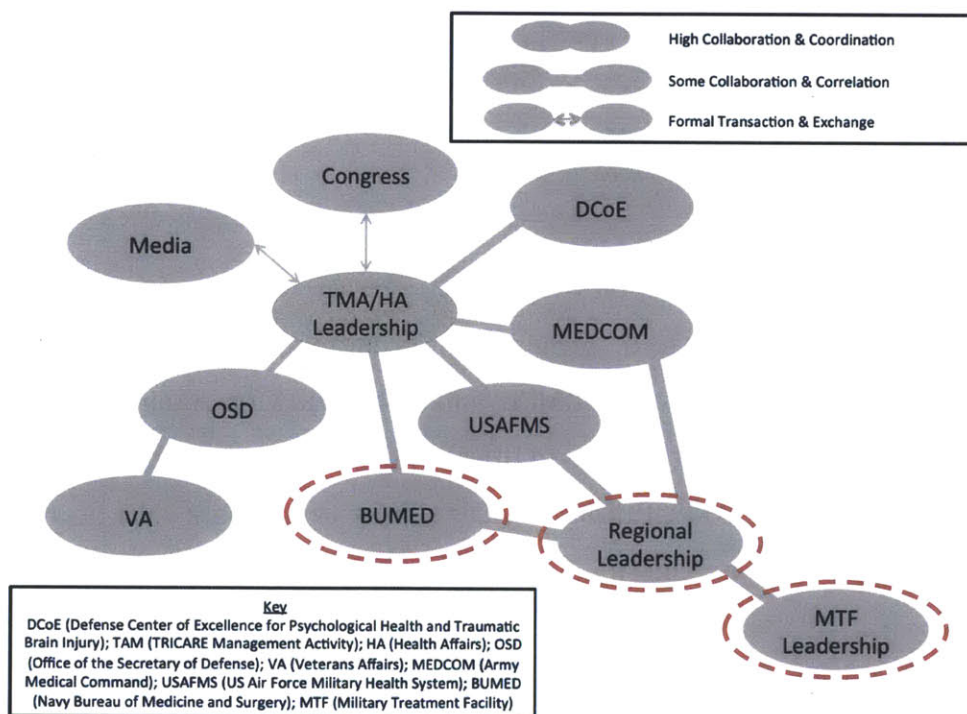 High Collaboration & Coordination
Some Collaboration & Correlation
Formal Transaction & Exchange
Congress
DCoE
Media
TMA/HA
Leadership
MEDCOM
OSD
USAFMS
VA
BUMED
Regional
Leadership
MTF
Leadership
Key
DCoE (Defense Center of Excellence for Psychological Health and Traumatic
Brain Injury); TAM (TRICARE Management Activity); HA (Health Affairs); OSD
(Office of the Secretary of Defense); VA (Veterans Affairs); MEDCOM (Army
Medical Command); USAFMS (US Air Force Military Health System); BUMED
(Navy Bureau of Medicine and Surgery); MTF (Military Treatment Facility)